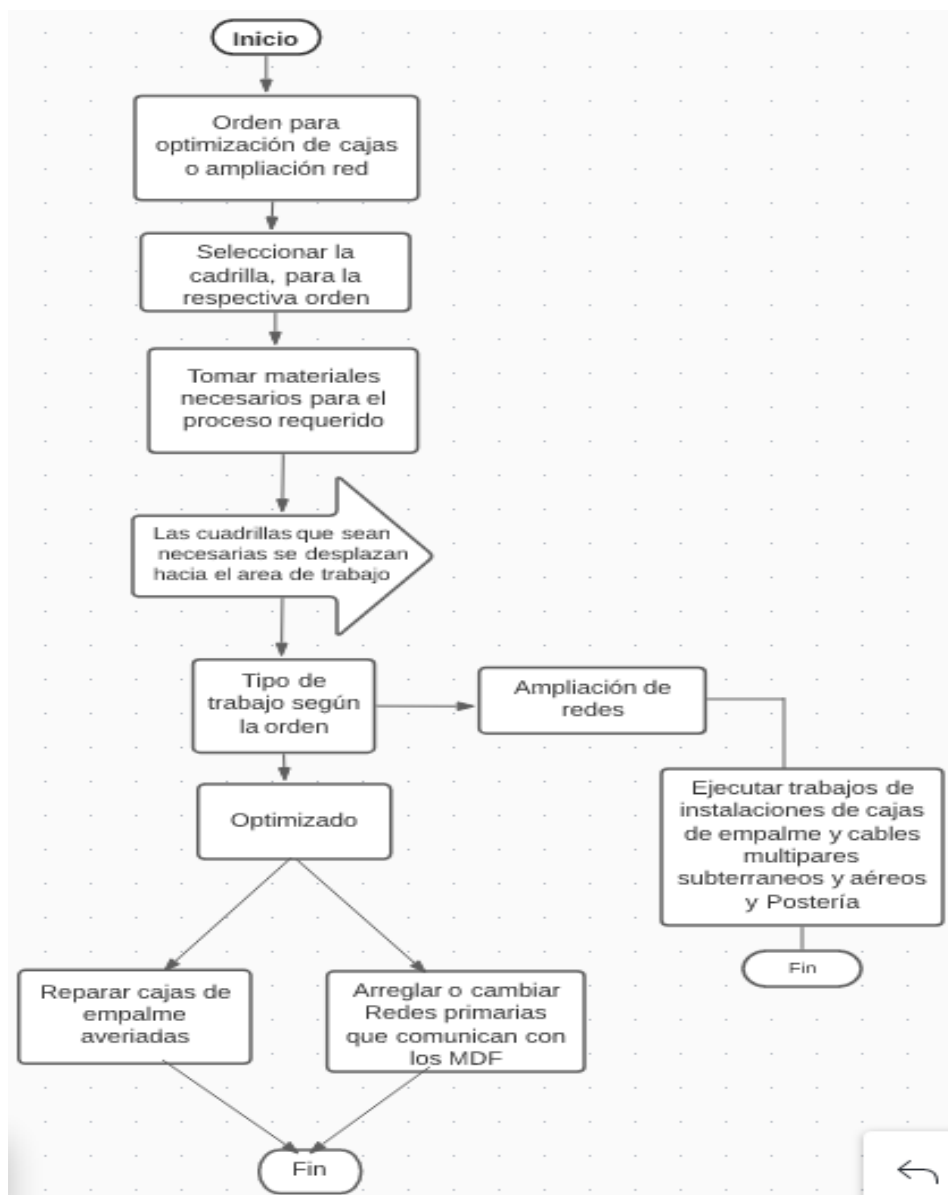 Inicio
Orden para
optimización de cajas
o ampliación red
Seleccionar la
cadrilla, para la
respectiva orden
Tomar materiales
necesarios para el
proceso requerido
Las cuadrillas que sean
necesarias se desplazan
hacia el area de trabajo
Tipo de
trabajo según
la orden
Ampliación de
redes
Optimizado
Ejecutar trabajos de
instalaciones de cajas
de empalme y cables
multipares
subterraneos y aéreos
y Postería
Fin
Reparar cajas de
empalme
averiadas
Arreglar o cambiar
Redes primarias
que comunican con
los MDF
Fin